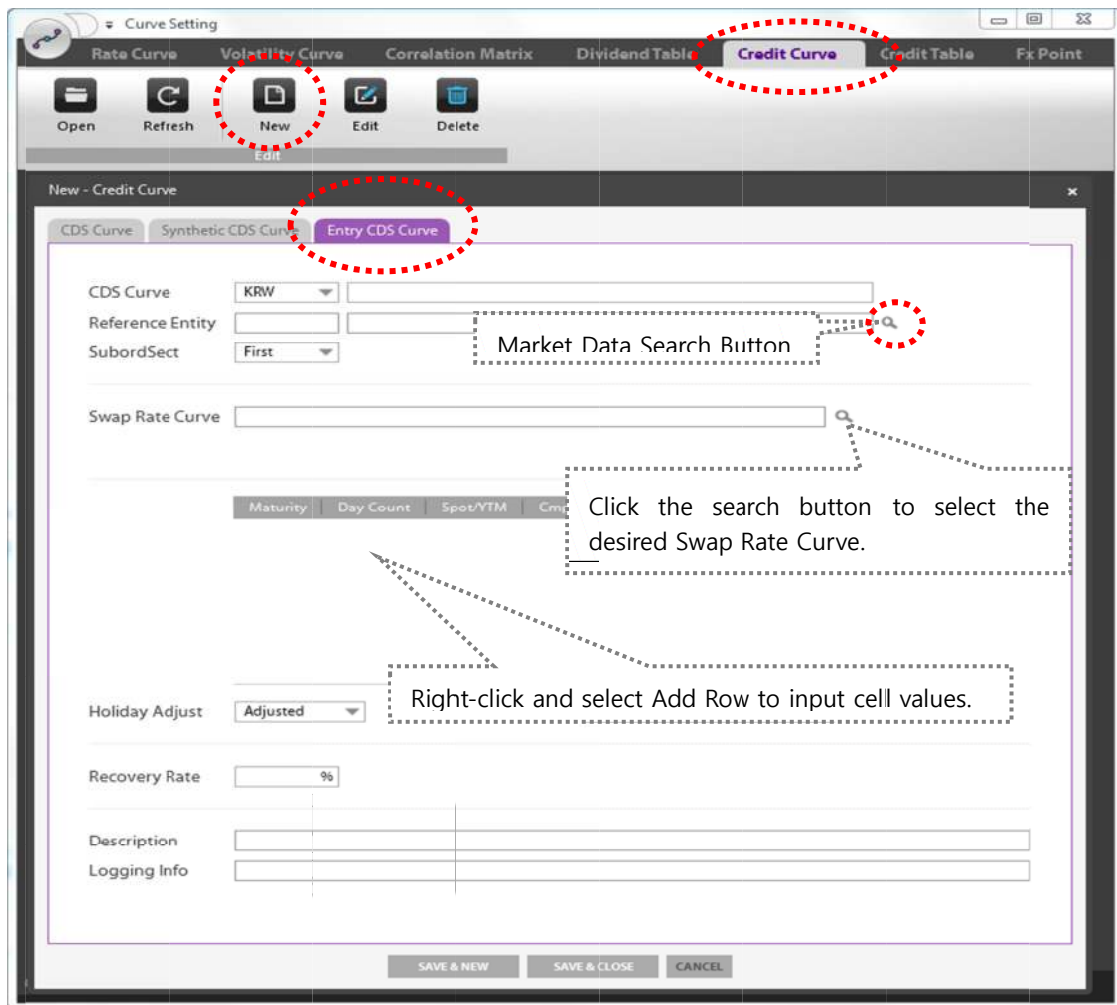 Curve Setting
Rate Curve Volatility Curve Correlation Matrix Dividend Table Credit Curve Credit Table Fx Point
Open Refresh New Edit Delete
Edit
New - Credit Curve
CDS Curve Synthetic CDS Curve Entry CDS Curve
CDS Curve KRW
Reference Entity
Market Data Search Button
SubordSect First
Swap Rate Curve
Click the search button to select the
desired Swap Rate Curve.
Maturity Day Count Spot/YTM
Right-click and select Add Row to input cell values.
Holiday Adjust Adjusted
Recovery Rate %
Description
Logging Info
SAVE & NEW SAVE & CLOSE CANCEL